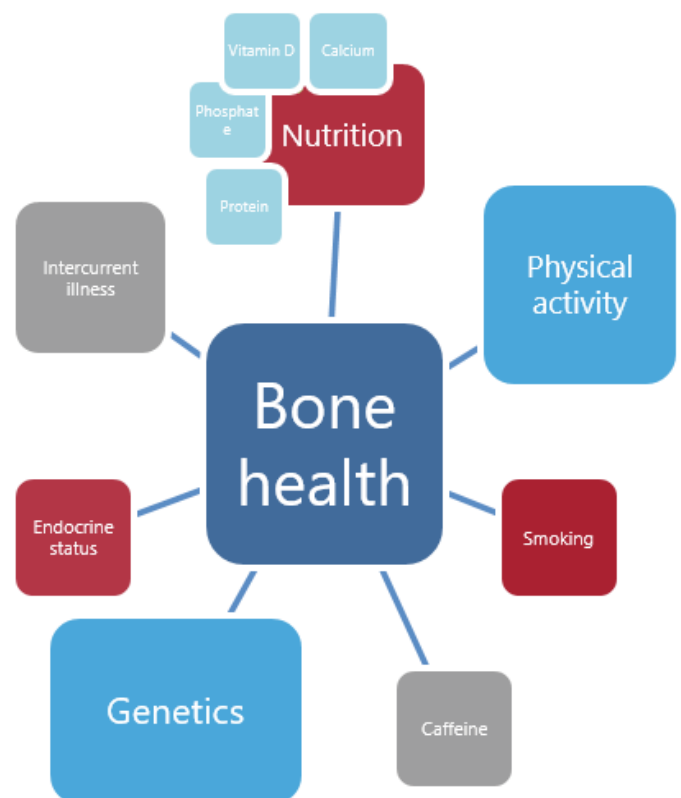 Vitamin D
Calcium
Phosphat
e
Nutrition
Protein
Intercurrent
illness
Physical
activity
Bone
health
Endocrine
status
Smoking
Genetics
Caffeine